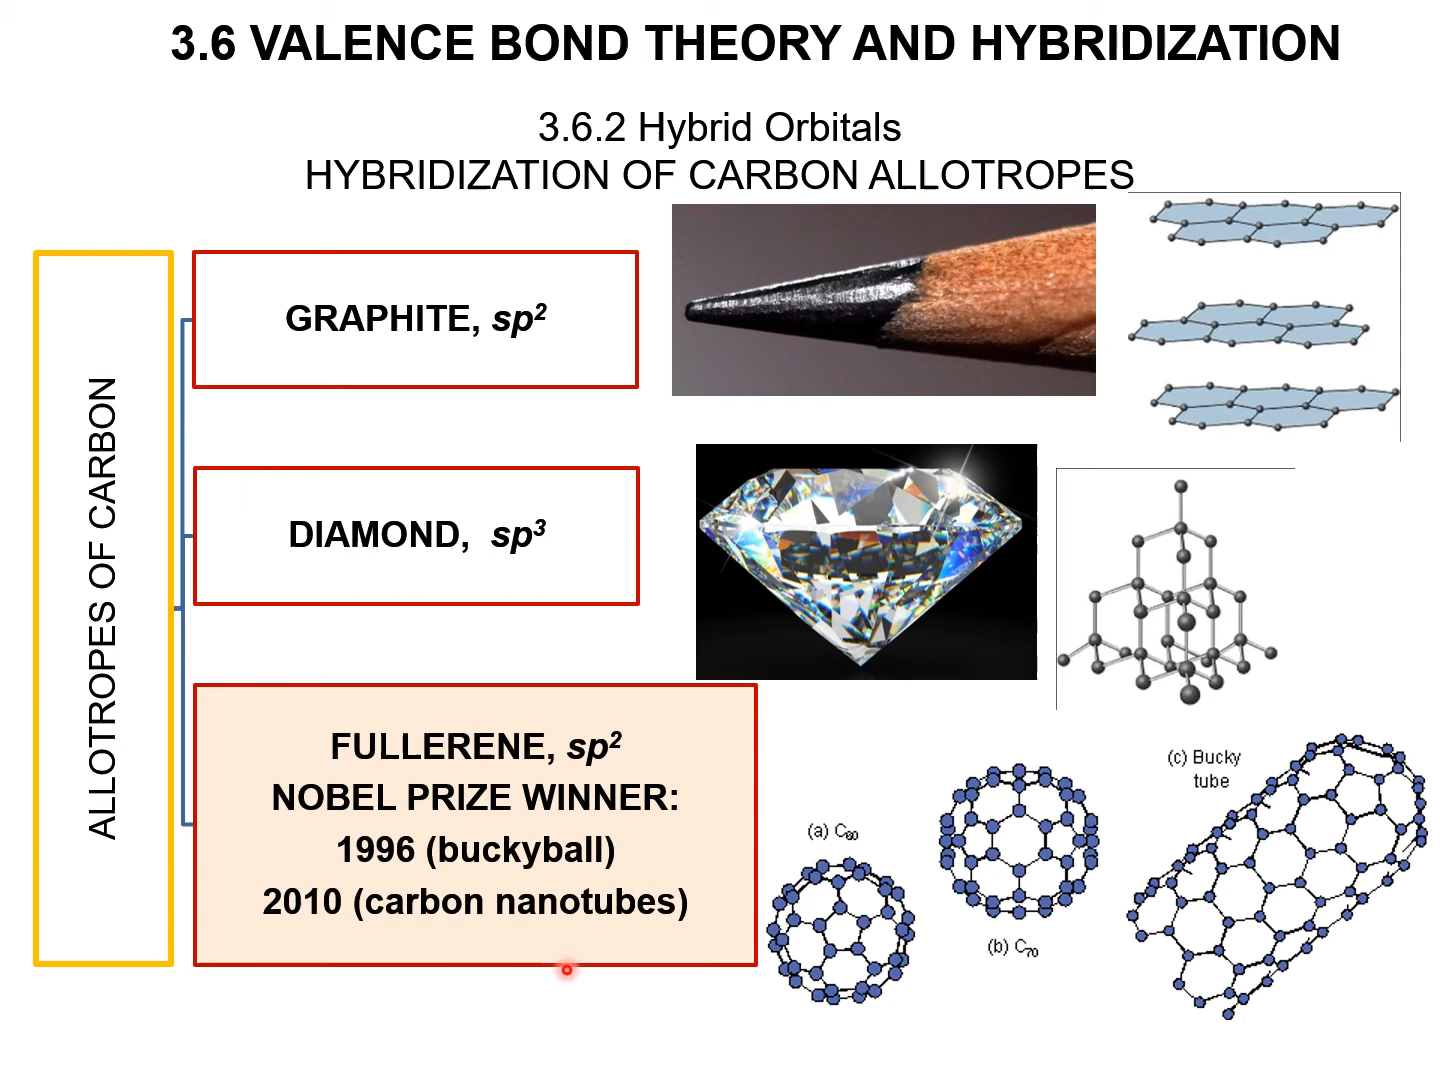 3.6 VALENCE BOND THEORY AND HYBRIDIZATION
3.6.2 Hybrid Orbitals
HYBRIDIZATION OF CARBON ALLOTROPES
ALLOTROPES OF CARBON
GRAPHITE, sp²
DIAMOND, sp³
FULLERENE, sp²
NOBEL PRIZE WINNER:
1996 (buckyball)
2010 (carbon nanotubes)
(a) C₆₀
(b) C₇₀
(c) Bucky
tube